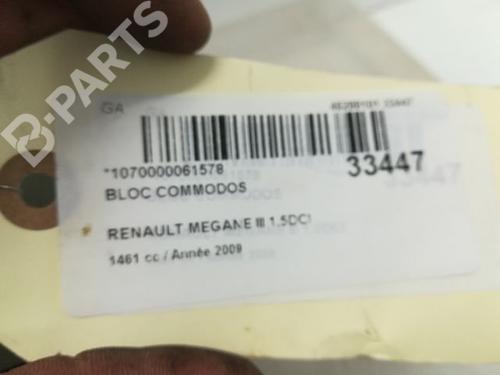 GA
*1070000061578
33447
BLOC COMMODOS
RENAULT MEGANE III 1.5DCI
1461 cc / Année 2009
B-PARTS